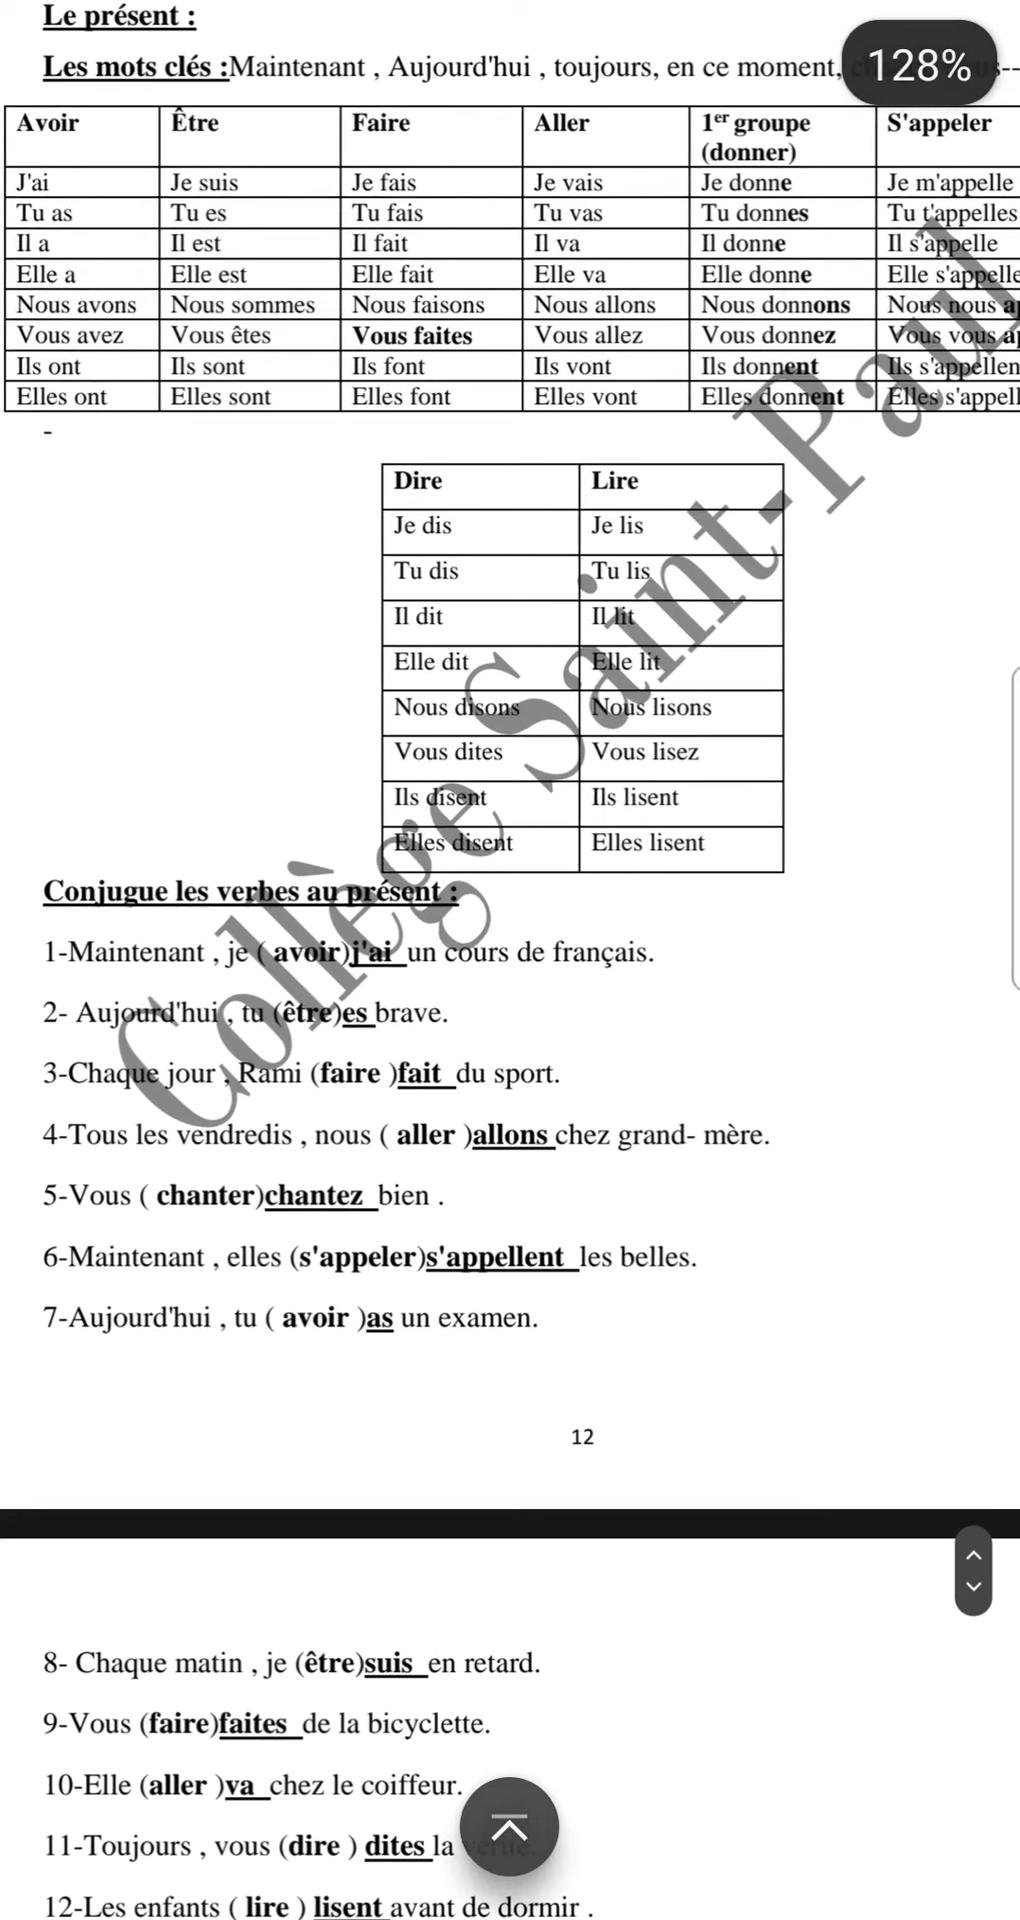 Le présent :
Les mots clés :Maintenant , Aujourd'hui , toujours, en ce moment,
128%
Avoir Être Faire Aller 1er groupe (donner) S'appeler
J'ai Je suis Je fais Je vais Je donne Je m'appelle
Tu as Tu es Tu fais Tu vas Tu donnes Tu t'appelles
Il a Il est Il fait Il va Il donne Il s'appelle
Elle a Elle est Elle fait Elle va Elle donne Elle s'appelle
Nous avons Nous sommes Nous faisons Nous allons Nous donnons Nous nous
Vous avez Vous êtes Vous faites Vous allez Vous donnez Vous vous
Ils ont Ils sont Ils font Ils vont Ils donnent Ils s'appellen
Elles ont Elles sont Elles font Elles vont Elles donnent Elles s'appell
-
Dire Lire
Je dis Je lis
Tu dis Tu lis
Il dit Il lit
Elle dit Elle lit
Nous disons Nous lisons
Vous dites Vous lisez
Ils disent Ils lisent
Elles disent Elles lisent
Collège Saint-Paul
Conjugue les verbes au présent :
1-Maintenant , je ( avoir)j'ai un cours de français.
2- Aujourd'hui , tu (être)es brave.
3-Chaque jour , Rami (faire )fait du sport.
4-Tous les vendredis , nous ( aller )allons chez grand- mère.
5-Vous ( chanter)chantez bien .
6-Maintenant , elles (s'appeler)s'appellent les belles.
7-Aujourd'hui , tu ( avoir )as un examen.
12
8- Chaque matin , je (être)suis en retard.
9-Vous (faire)faites de la bicyclette.
10-Elle (aller )va chez le coiffeur.
11-Toujours , vous (dire ) dites la
12-Les enfants ( lire ) lisent avant de dormir .